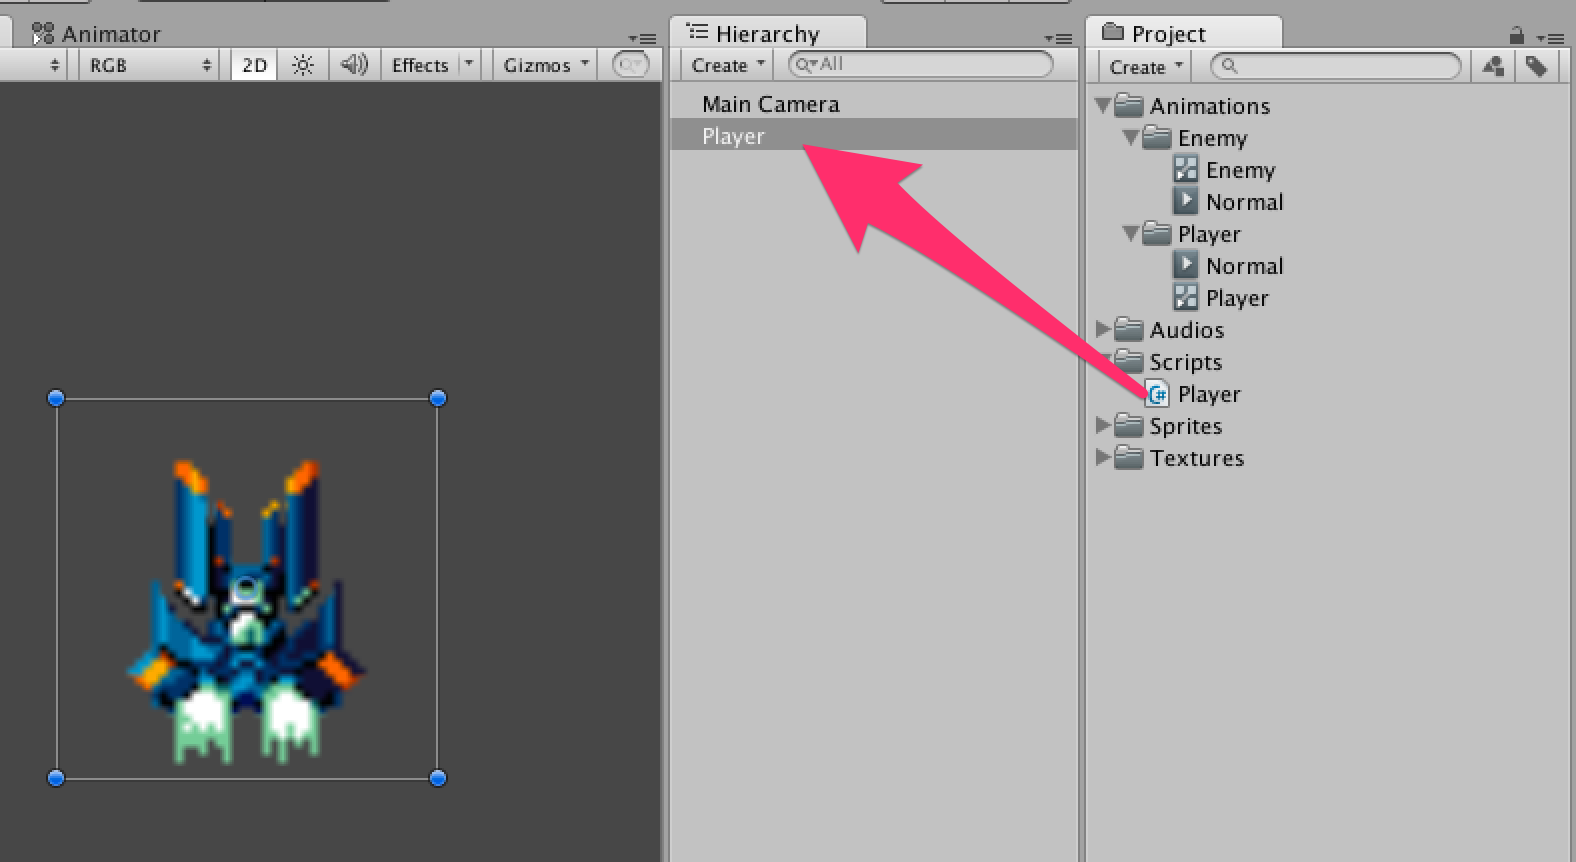 Animator
RGB
2D
Effects
Gizmos
Hierarchy
Create
All
Main Camera
Player
Project
Create
Animations
Enemy
Enemy
Normal
Player
Normal
Player
Audios
Scripts
C# Player
Sprites
Textures